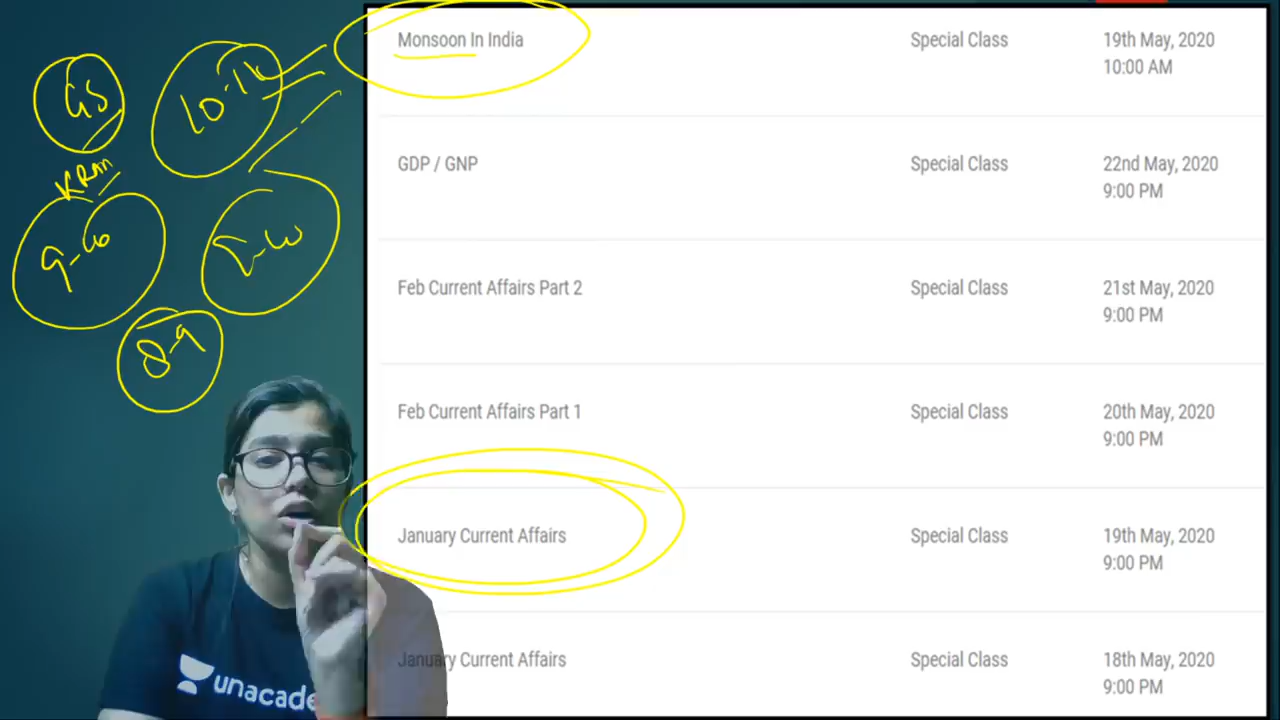 Monsoon In India Special Class 19th May, 2020
10:00 AM
GDP / GNP Special Class 22nd May, 2020
9:00 PM
Feb Current Affairs Part 2 Special Class 21st May, 2020
9:00 PM
Feb Current Affairs Part 1 Special Class 20th May, 2020
9:00 PM
January Current Affairs Special Class 19th May, 2020
9:00 PM
January Current Affairs Special Class 18th May, 2020
9:00 PM
GS
KRAM
9-10
8-9
unacade